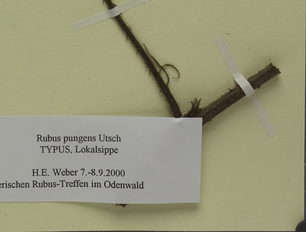 Rubus pungens Utsch
TYPUS, Lokalsippe
H.E. Weber 7.-8.9.2000
erischen Rubus-Treffen im Odenwald